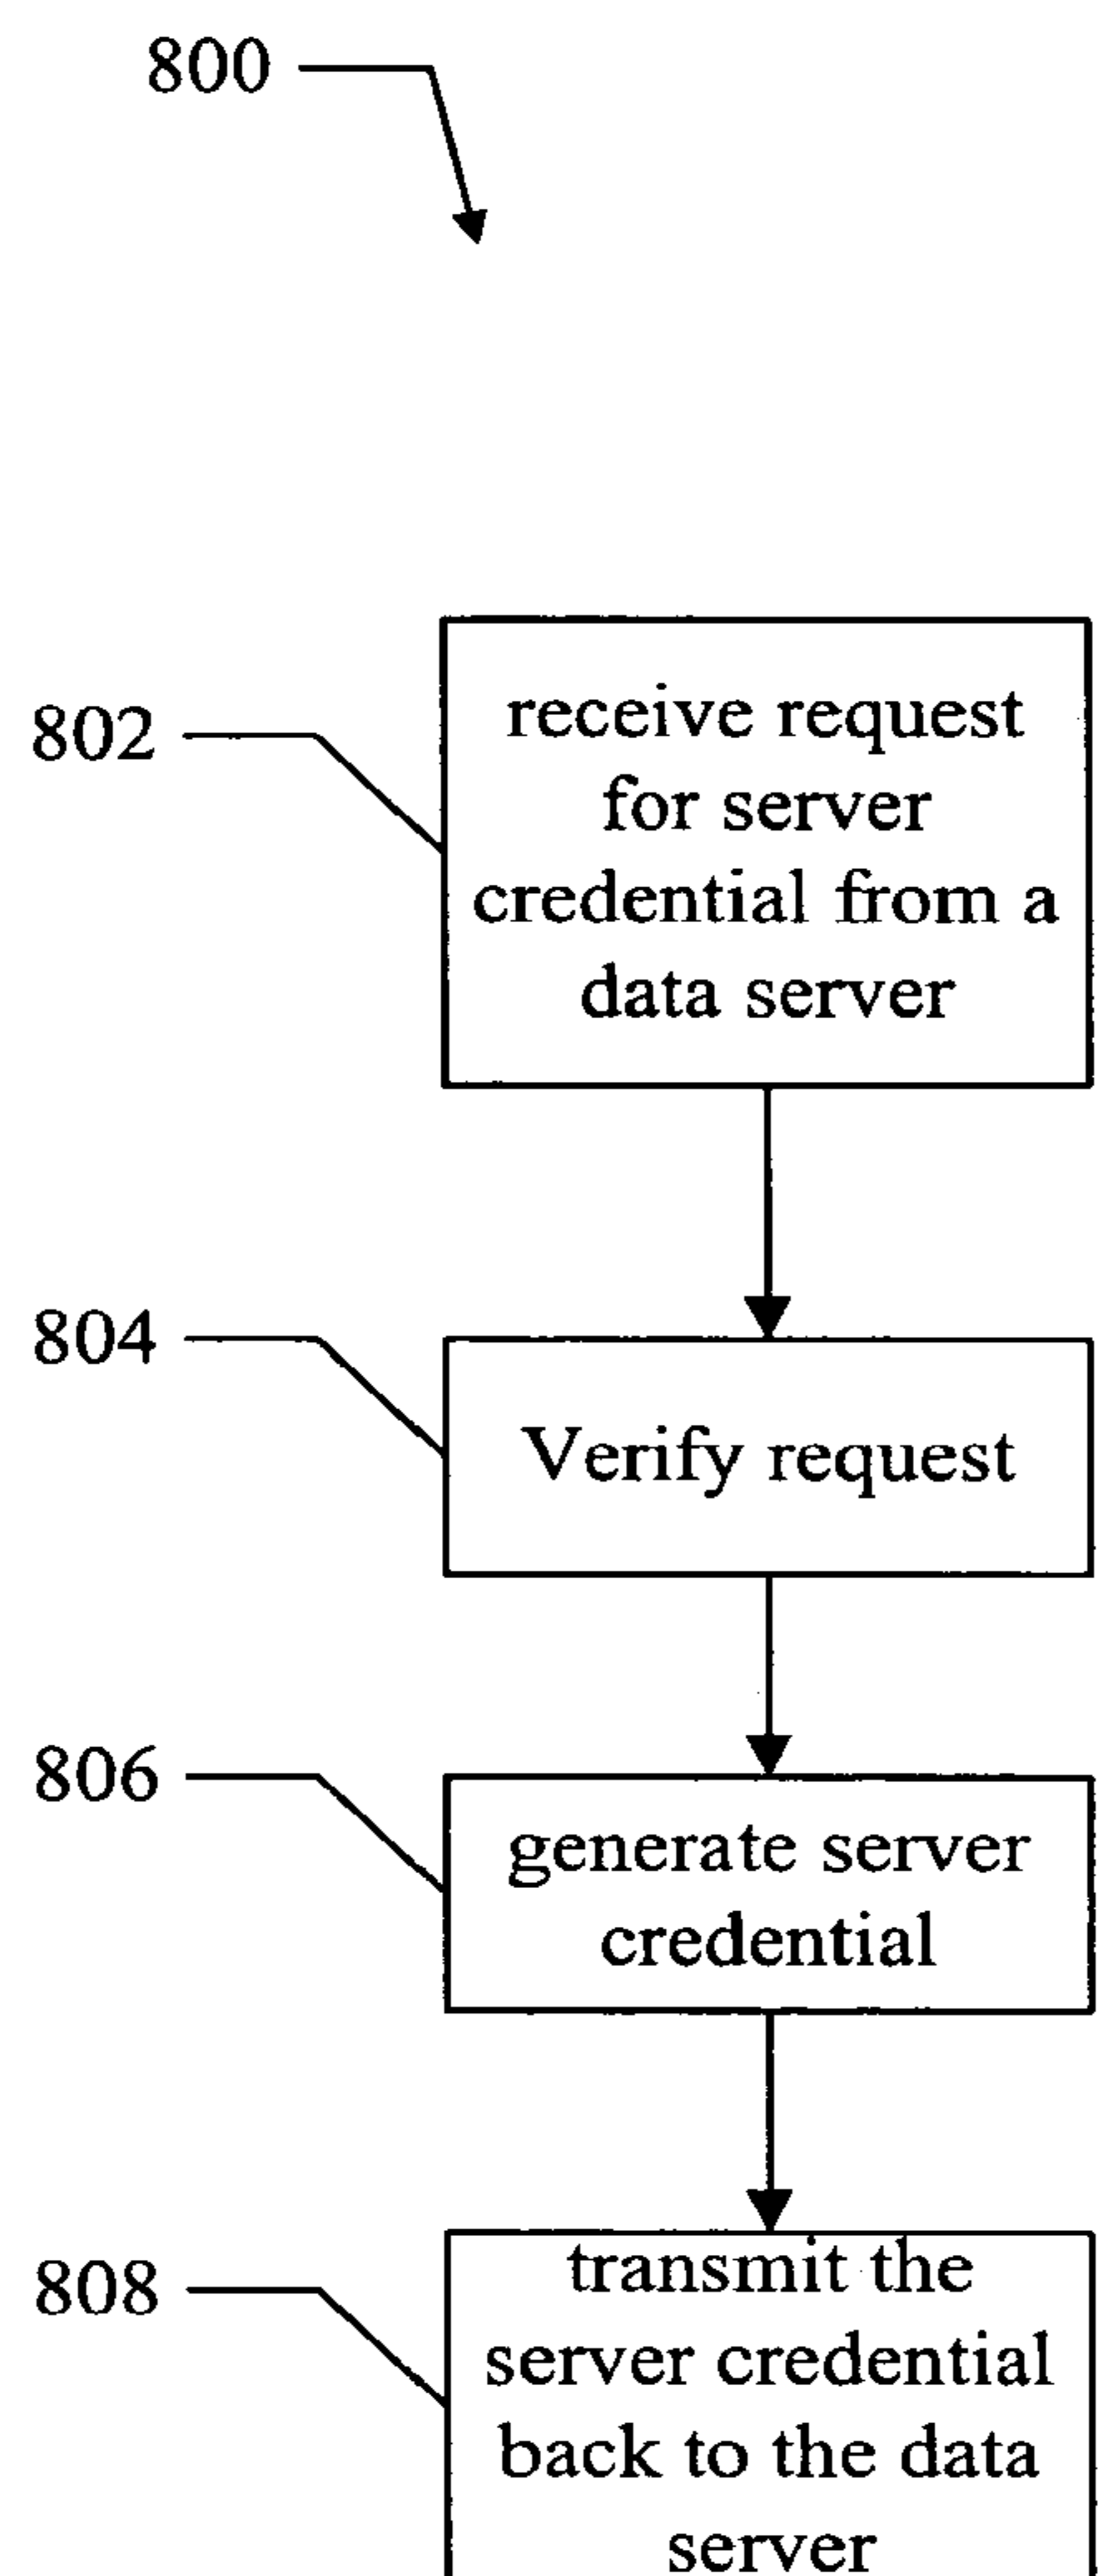 800
802
receive request
for server
credential from a
data server
804
Verify request
806
generate server
credential
808
transmit the
server credential
back to the data
server